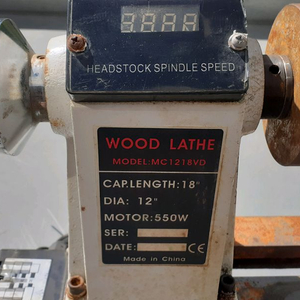 HEADSTOCK SPINDLE SPEED
WOOD LATHE
MODEL:MC1218VD
CAP.LENGTH:18"
DIA: 12"
MOTOR:550W
SER:
DATE: CE
Made in China